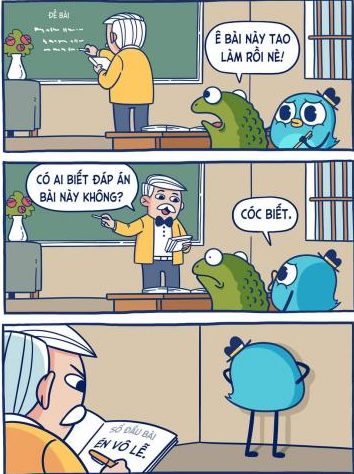 ĐỀ BÀI
Ê BÀI NÀY TAO
LÀM RỒI NÈ!
CÓ AI BIẾT ĐÁP ÁN
BÀI NÀY KHÔNG?
CÓC BIẾT.
SỔ ĐẦU BÀI
ÉN VÔ LỄ.